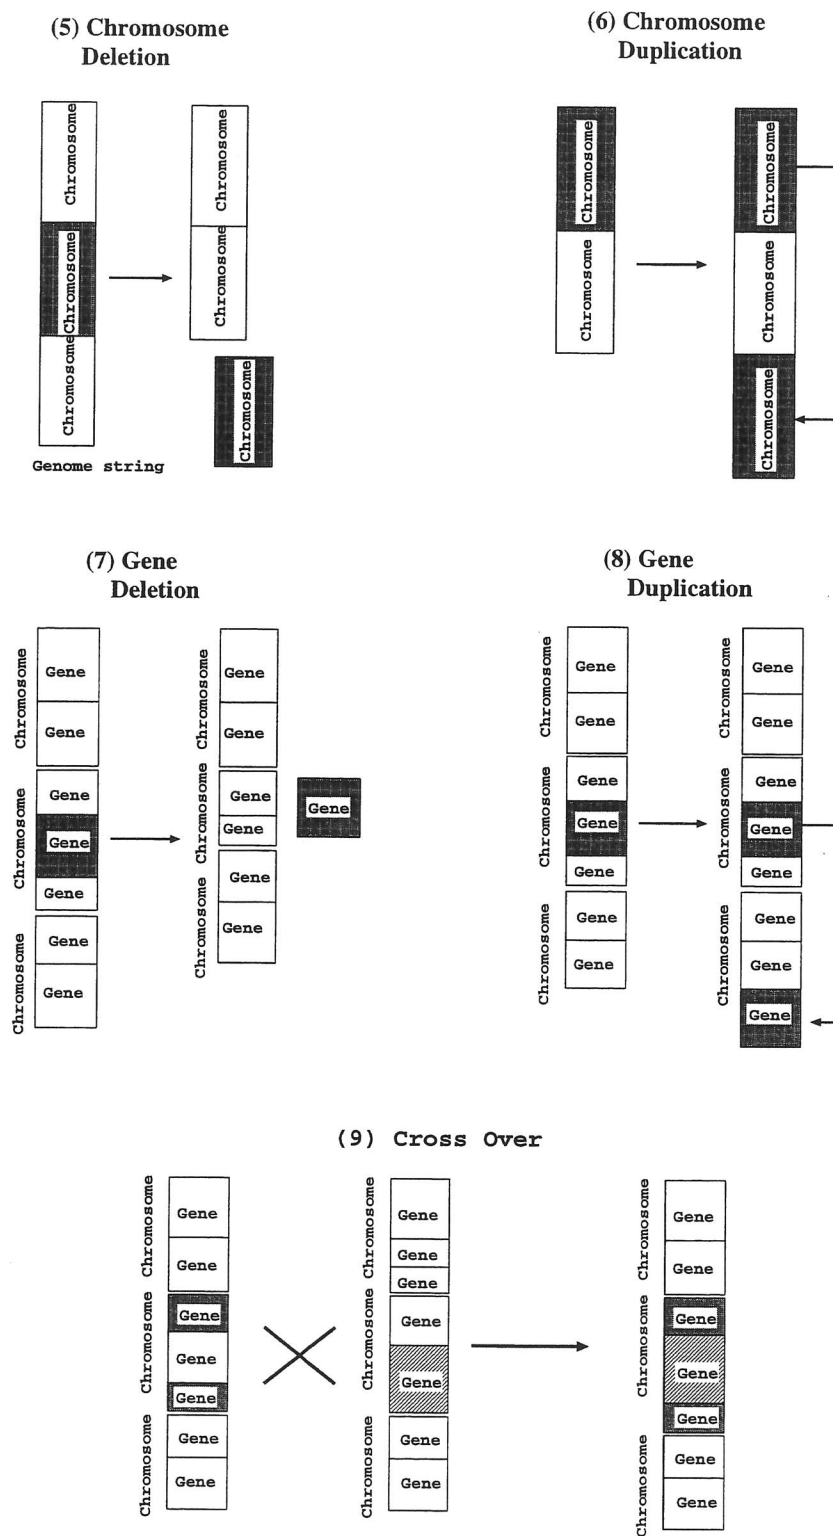 (5) Chromosome
Deletion
Chromosome
Chromosome
Chromosome
Genome string
Chromosome
Chromosome
Chromosome
(6) Chromosome
Duplication
Chromosome
Chromosome
Chromosome
Chromosome
Chromosome
(7) Gene
Deletion
Chromosome
Gene
Gene
Chromosome
Gene
Gene
Gene
Chromosome
Gene
Gene
Chromosome
Gene
Gene
Chromosome
Gene
Gene
Chromosome
Gene
Gene
Gene
(8) Gene
Duplication
Chromosome
Gene
Gene
Chromosome
Gene
Gene
Gene
Chromosome
Gene
Gene
Chromosome
Gene
Gene
Chromosome
Gene
Gene
Gene
Chromosome
Gene
Gene
Gene
(9) Cross Over
Chromosome
Gene
Gene
Chromosome
Gene
Gene
Gene
Chromosome
Gene
Gene
Chromosome
Gene
Gene
Gene
Chromosome
Gene
Gene
Chromosome
Gene
Gene
Chromosome
Gene
Gene
Chromosome
Gene
Gene
Gene
Chromosome
Gene
Gene